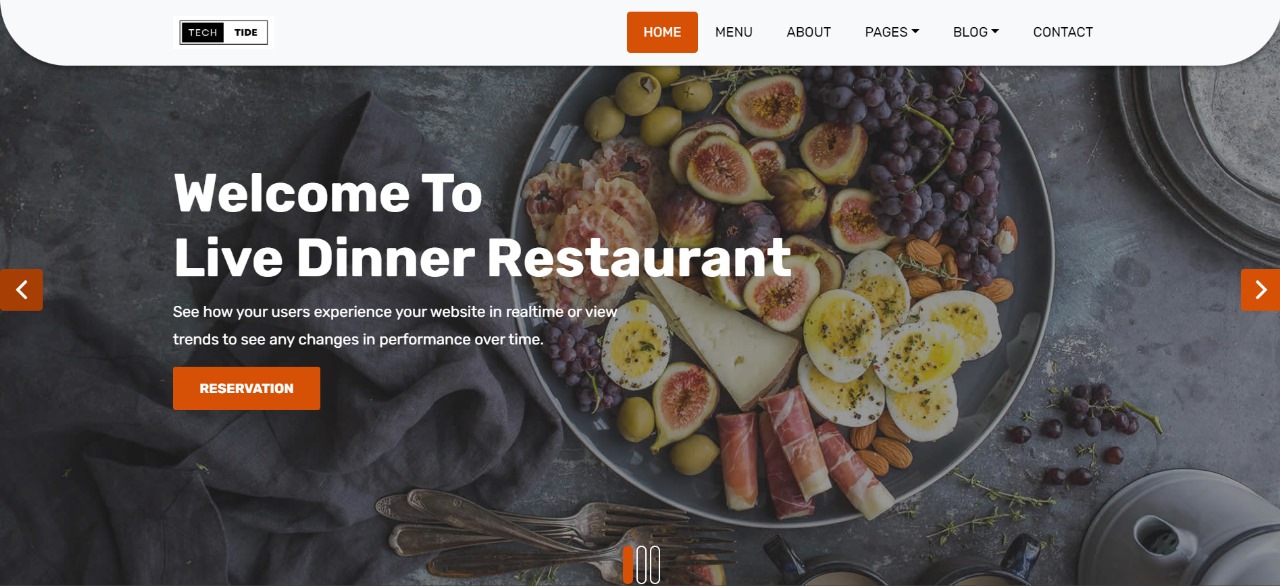 TECH TIDE
HOME MENU ABOUT PAGES BLOG CONTACT
Welcome To
Live Dinner Restaurant
See how your users experience your website in realtime or view
trends to see any changes in performance over time.
RESERVATION